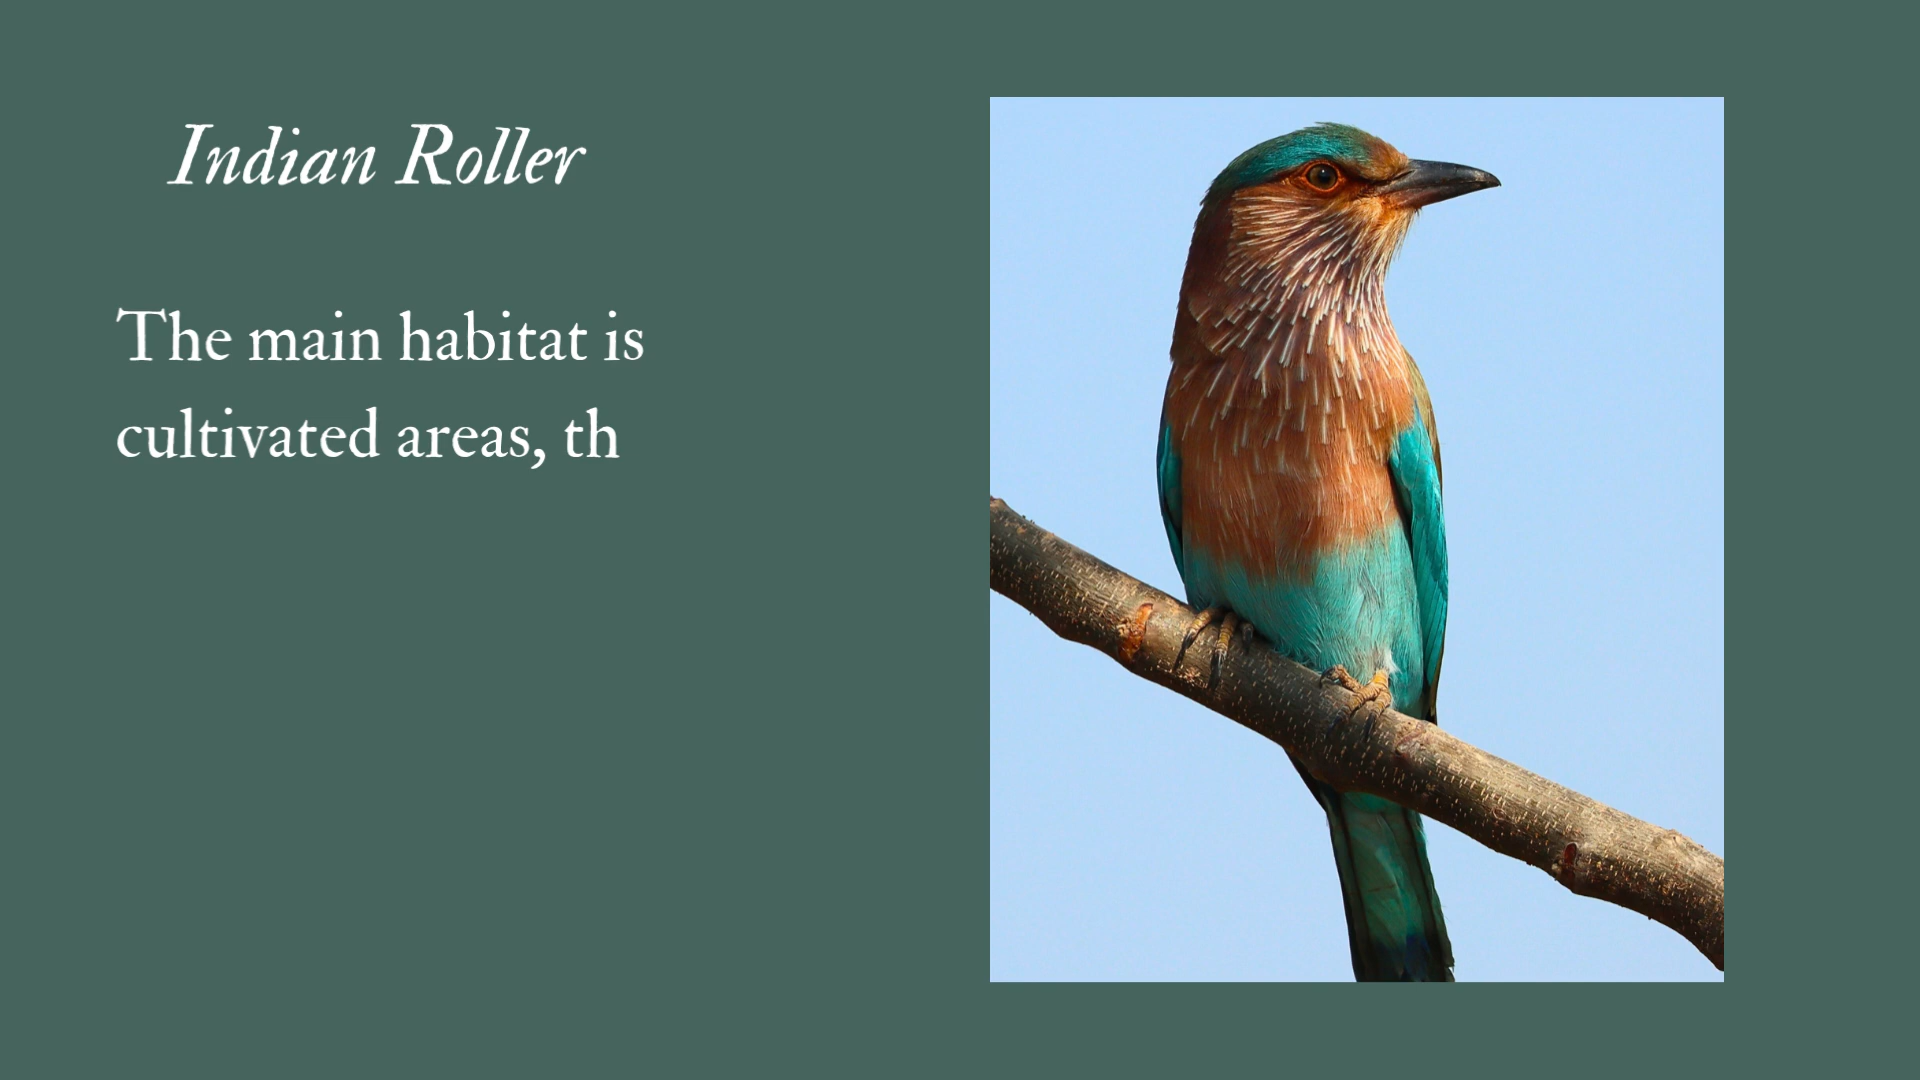 Indian Roller
The main habitat is
cultivated areas, th